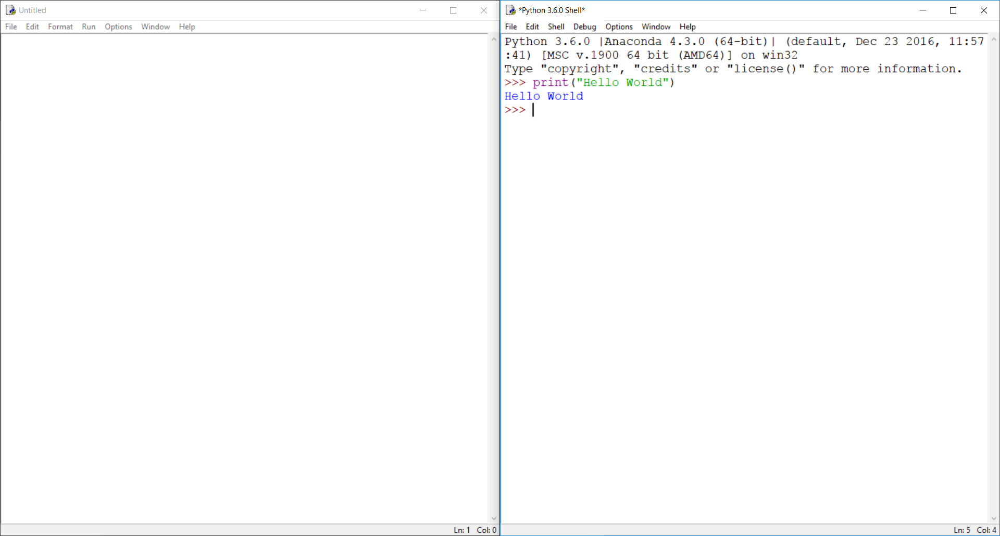 Untitled
File Edit Format Run Options Window Help
Ln: 1 Col: 0
*Python 3.6.0 Shell*
File Edit Shell Debug Options Window Help
Python 3.6.0 |Anaconda 4.3.0 (64-bit)| (default, Dec 23 2016, 11:57
:41) [MSC v.1900 64 bit (AMD64)] on win32
Type "copyright", "credits" or "license()" for more information.
>>> print("Hello World")
Hello World
>>>
Ln: 5 Col: 4